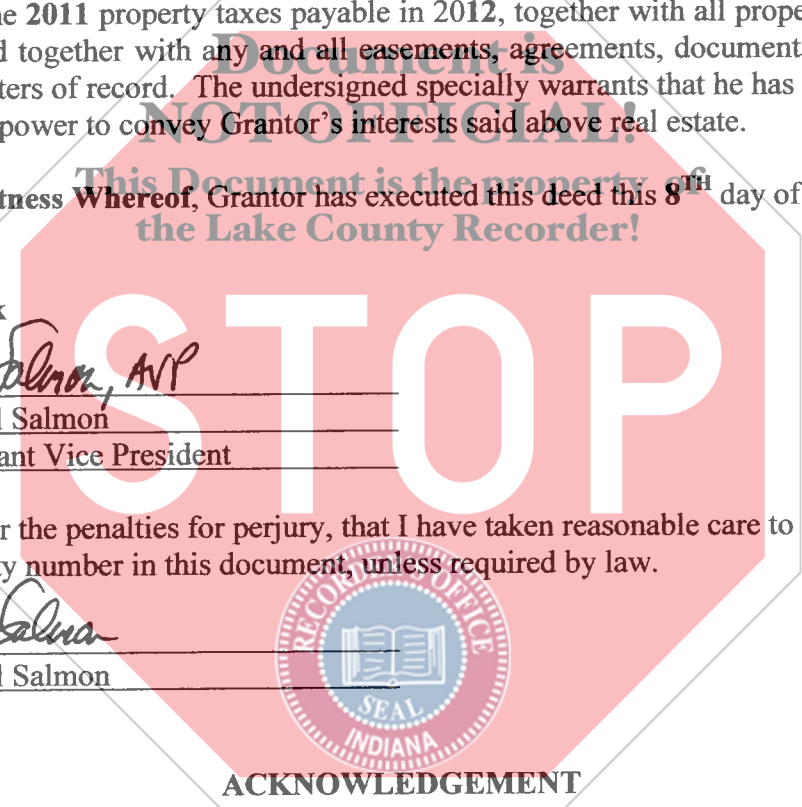 e 2011 property taxes payable in 2012, together with all prope
d together with any and all easements, agreements, document
Document is
ters of record. The undersigned specially warrants that he has
NOT OFFICIAL!
power to convey Grantor's interests said above real estate.
This Document is the property of
tness Whereof, Grantor has executed this deed this 8TH day of
the Lake County Recorder!
k
STOP
Salmon, AVP
l Salmon
ant Vice President
r the penalties for perjury, that I have taken reasonable care to
y number in this document, unless required by law.
Salmon
l Salmon
RECORDER'S OFFICE
SEAL
INDIANA
ACKNOWLEDGEMENT